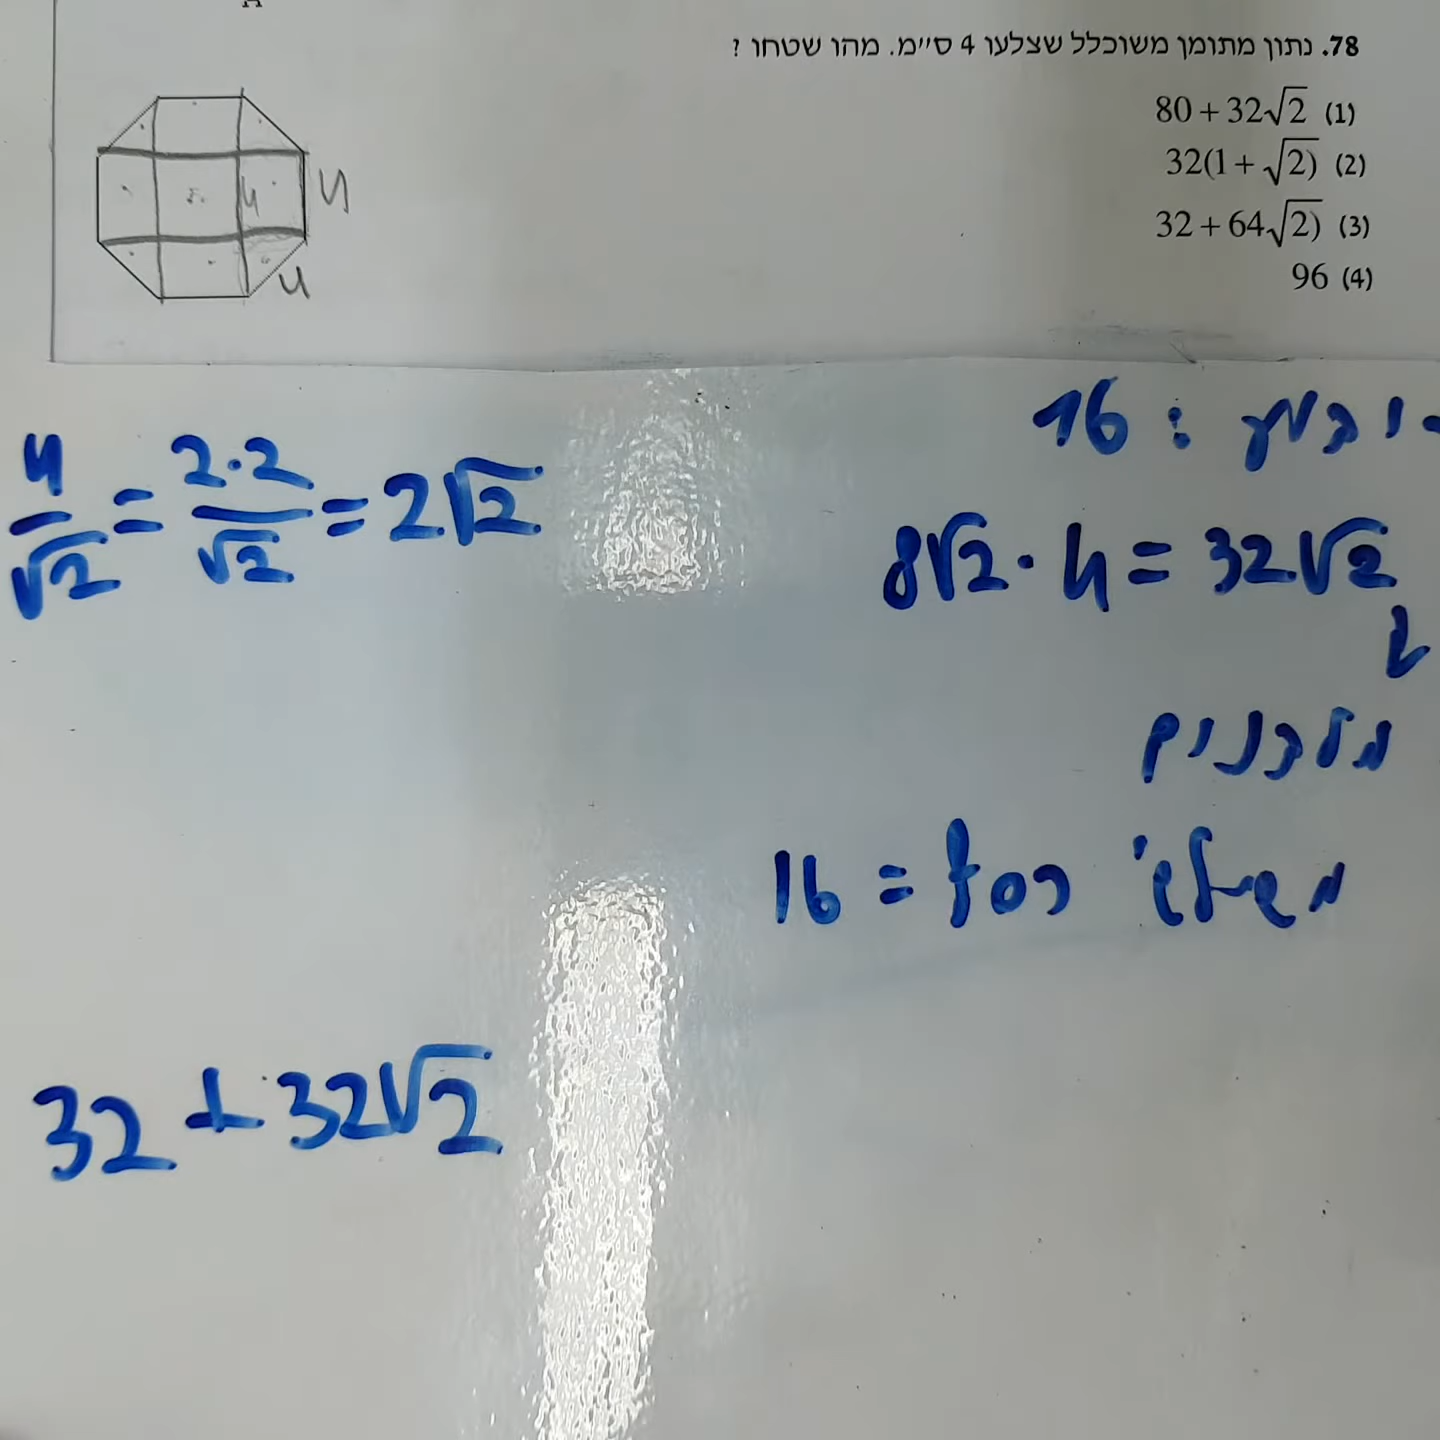 78. נתון מתומן משוכלל שצלעו 4 ס״מ. מהו שטחו ?
(1) 80 + 32√2
(2) 32(1 + √2)
(3) 32 + 64√2)
(4) 96
4
4
4
ריבוע : 16
4/√2 = 2·2/√2 = 2√2
8√2 · 4 = 32√2
מלבנים
משולשי כסף = 16
32 + 32√2